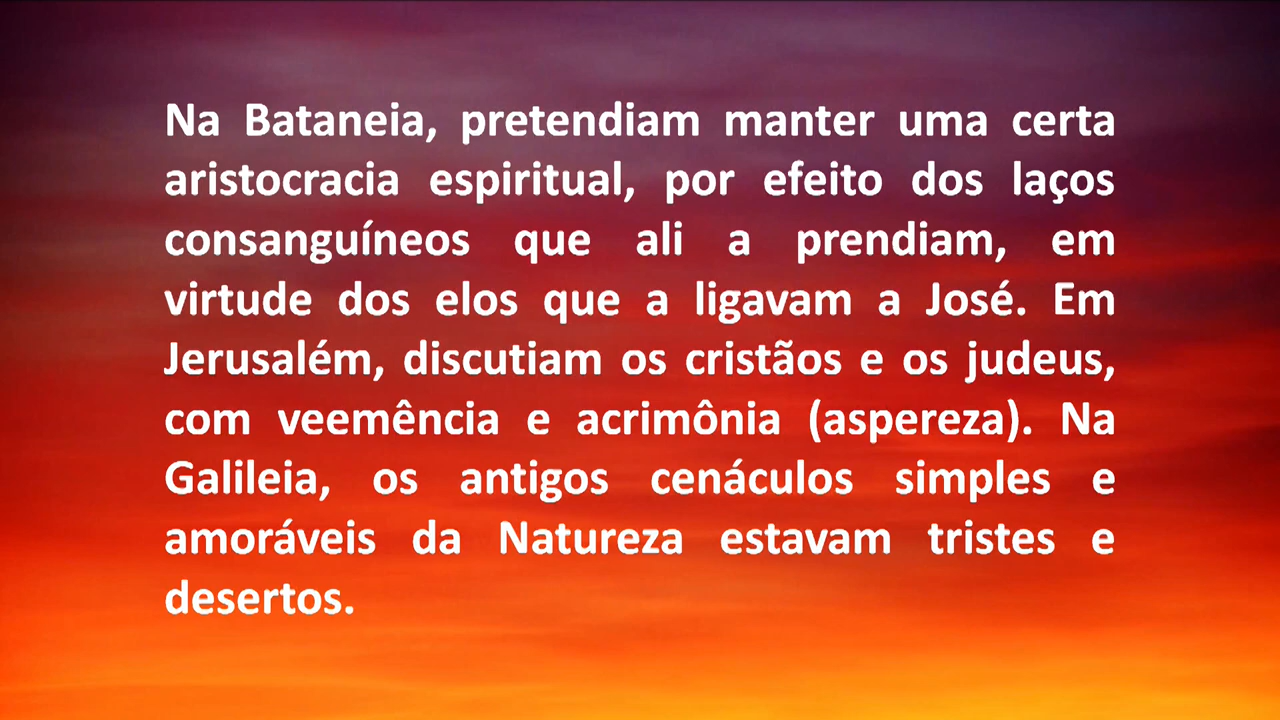 Na Bataneia, pretendiam manter uma certa
aristocracia espiritual, por efeito dos laços
consanguíneos que ali a prendiam, em
virtude dos elos que a ligavam a José. Em
Jerusalém, discutiam os cristãos e os judeus,
com veemência e acrimônia (aspereza). Na
Galileia, os antigos cenáculos simples e
amoráveis da Natureza estavam tristes e
desertos.